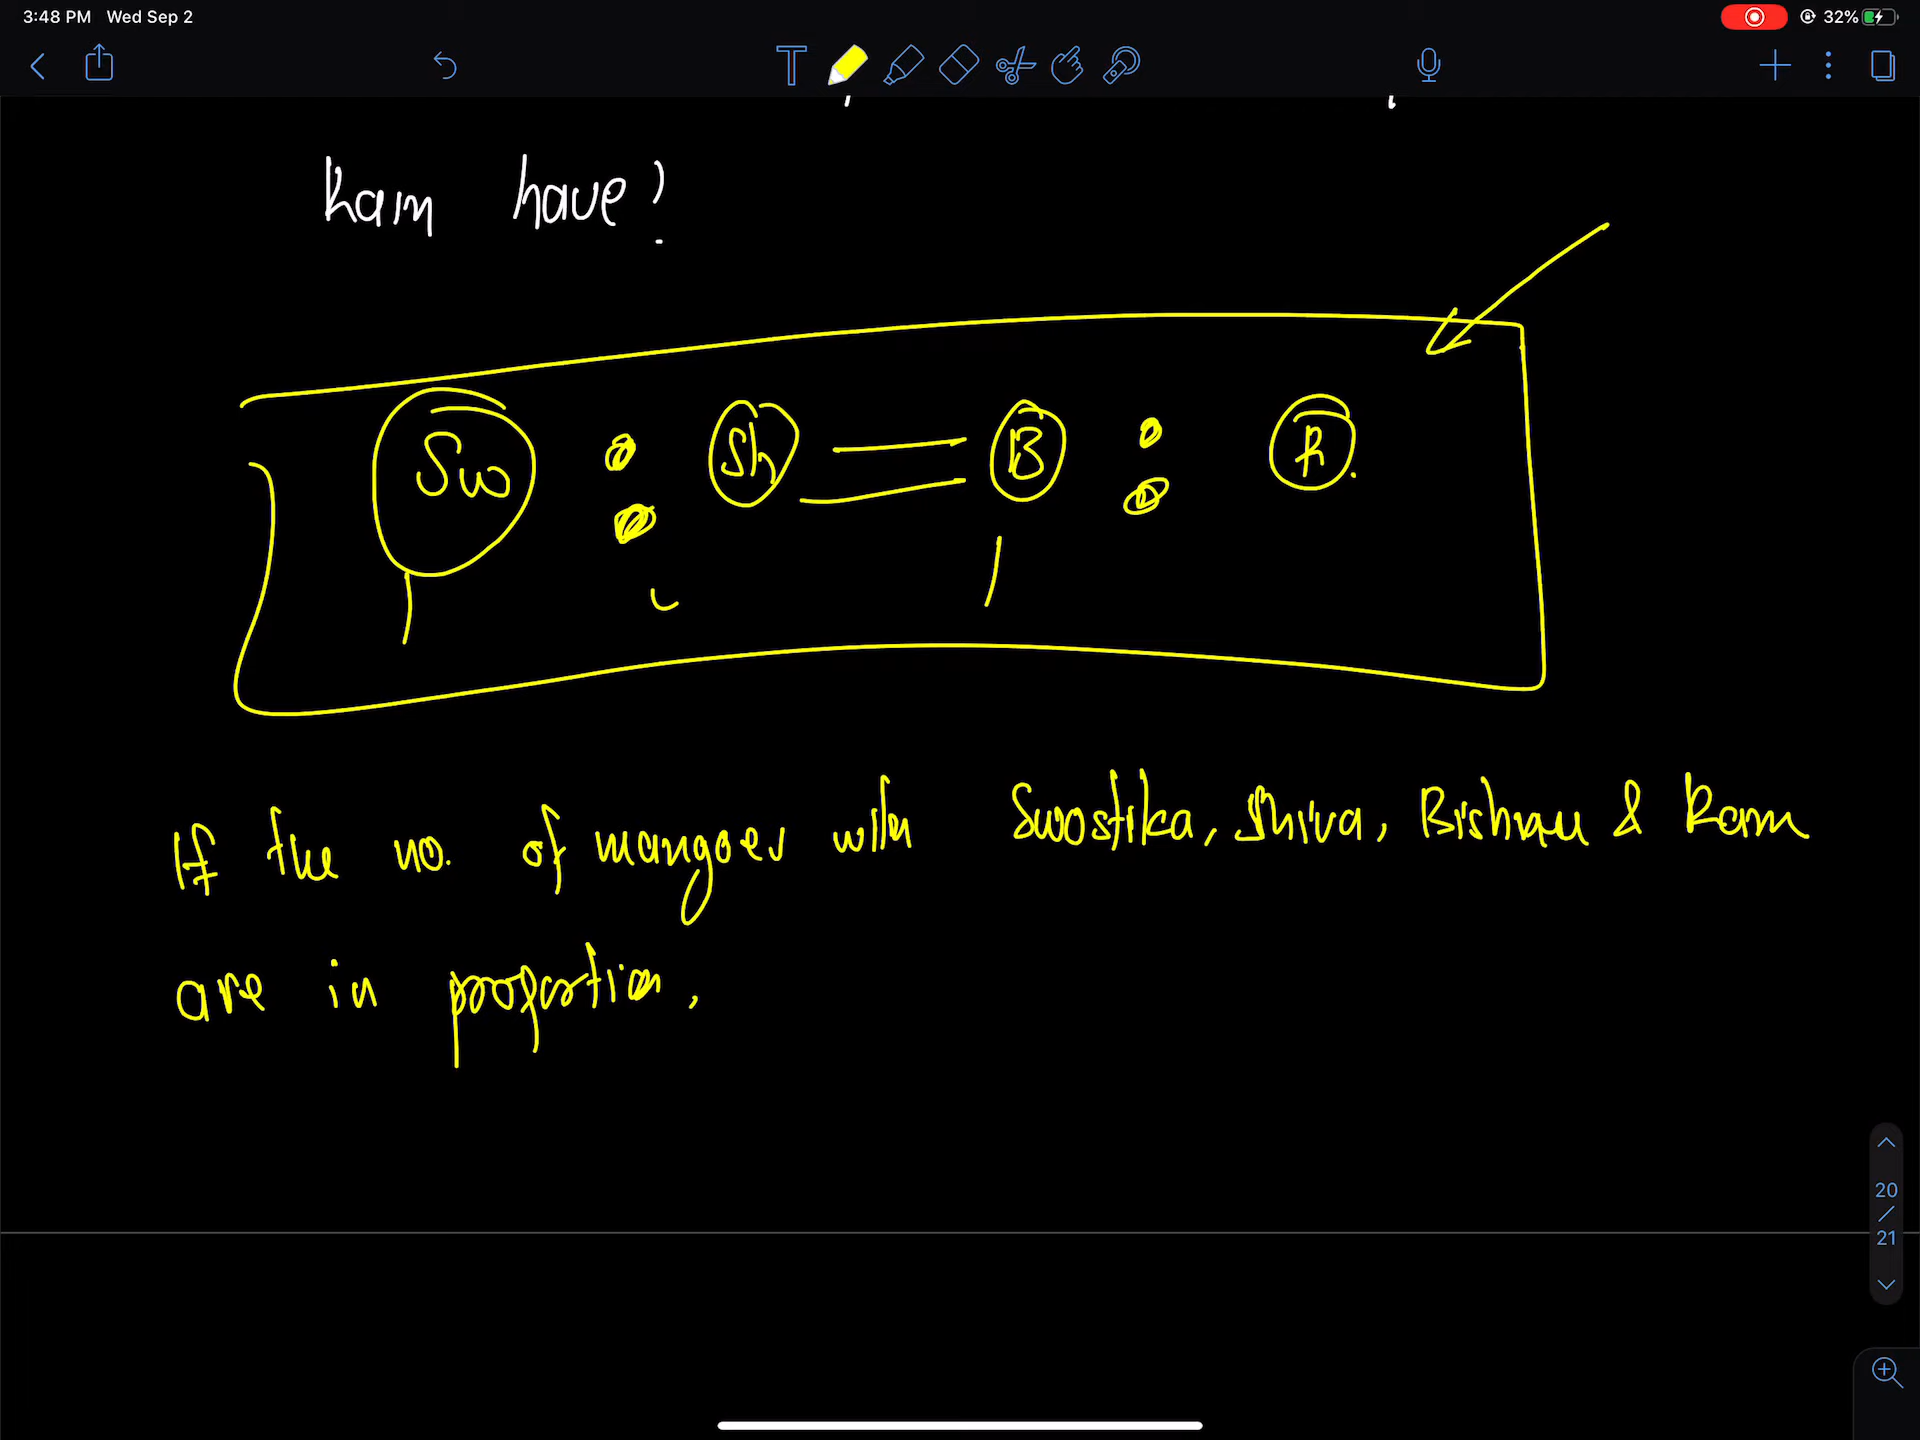 3:48 PM Wed Sep 2
32%
T
Ram have?
Sw : Sh = B : R.
If the no. of mangoes with Swostika, Shiva, Bishnu & Ram
are in proportion,
20
/
21